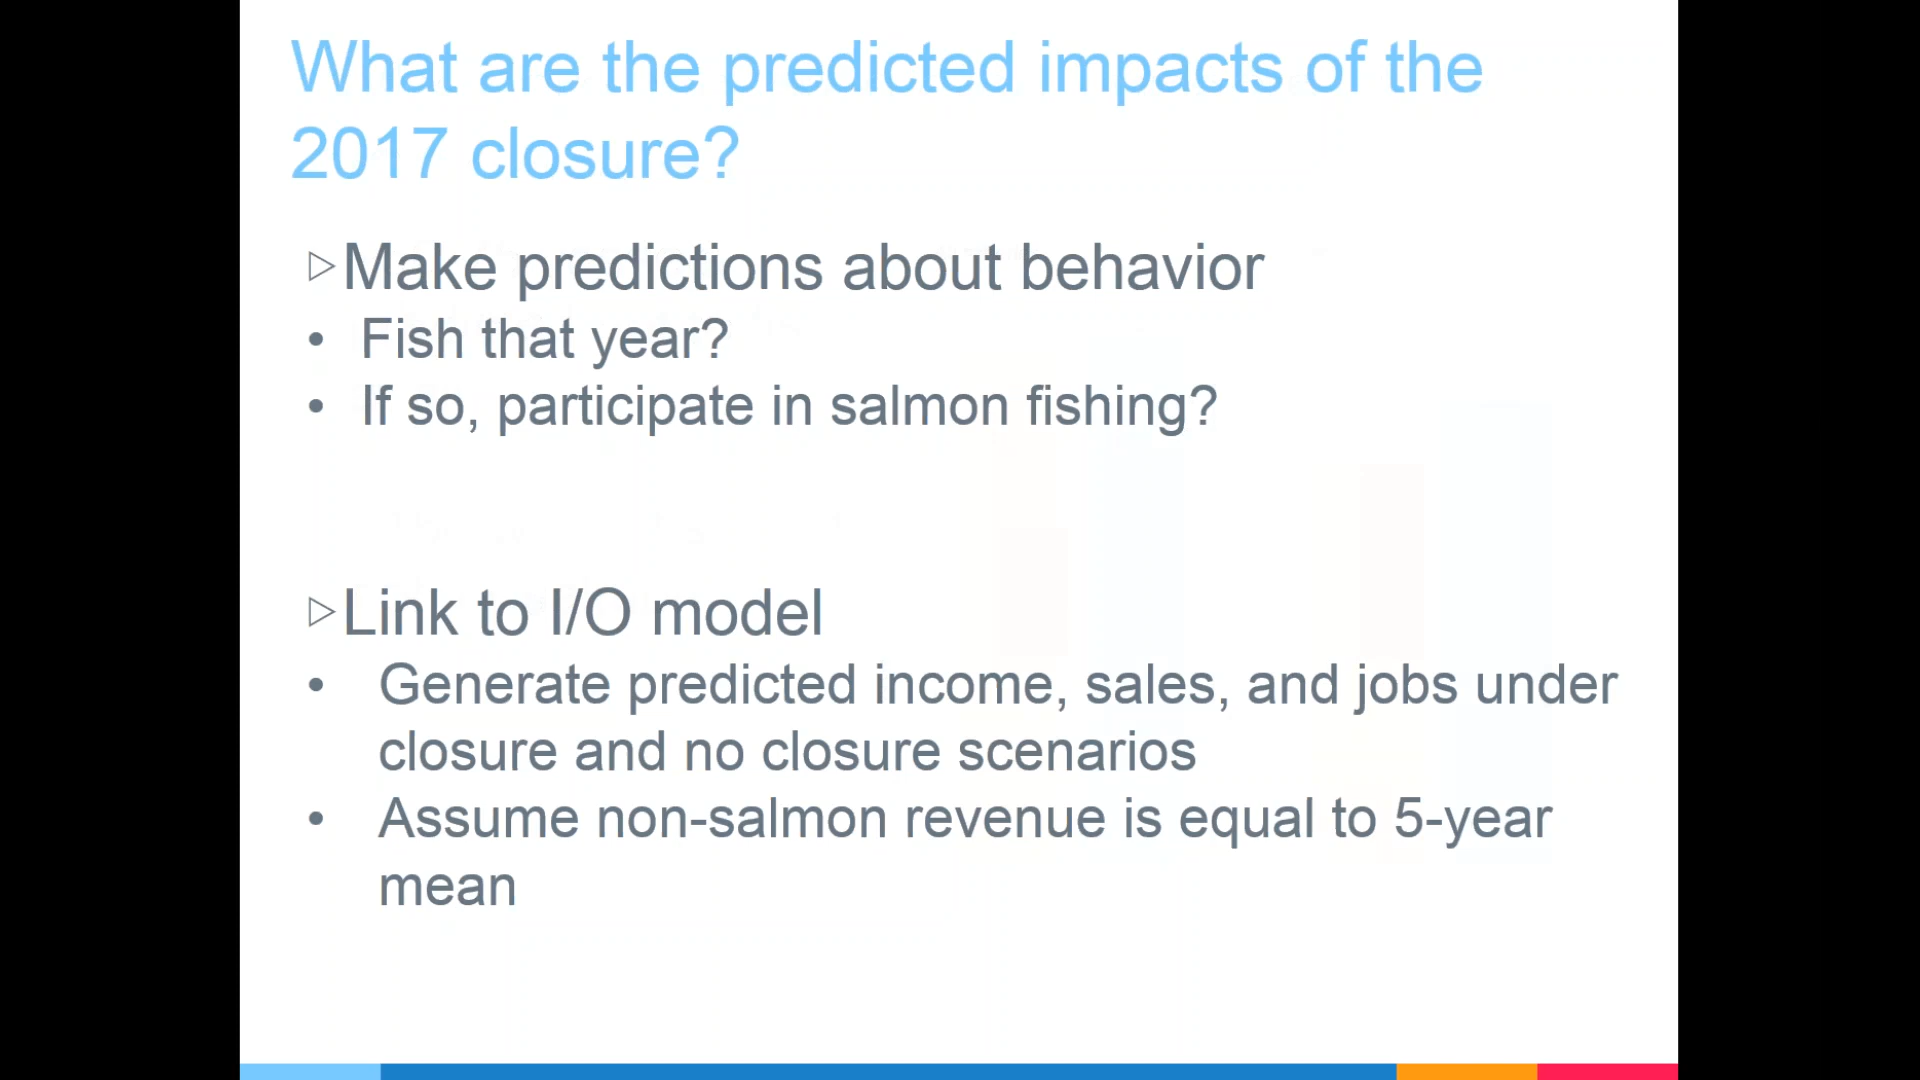 What are the predicted impacts of the
2017 closure?
▷Make predictions about behavior
• Fish that year?
• If so, participate in salmon fishing?
▷Link to I/O model
• Generate predicted income, sales, and jobs under
closure and no closure scenarios
• Assume non-salmon revenue is equal to 5-year
mean